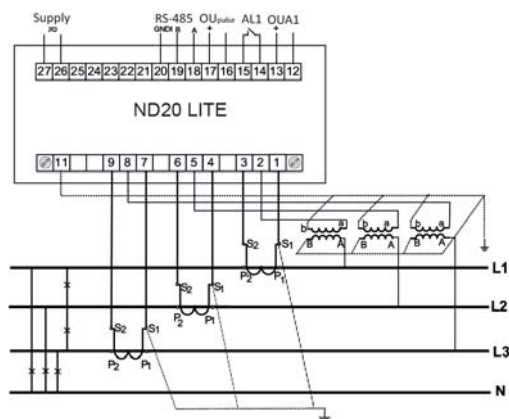 Supply RS-485 OUpulse AL1 OUA1
GNDI B A + +
27 26 25 24 23 22 21 20 19 18 17 16 15 14 13 12
ND20 LITE
11 9 8 7 6 5 4 3 2 1
b a b a b a
B A B A B A
S2 S1
P2 P1
L1
S2 S1
P2 P1
L2
S2 S1
P2 P1
L3
N